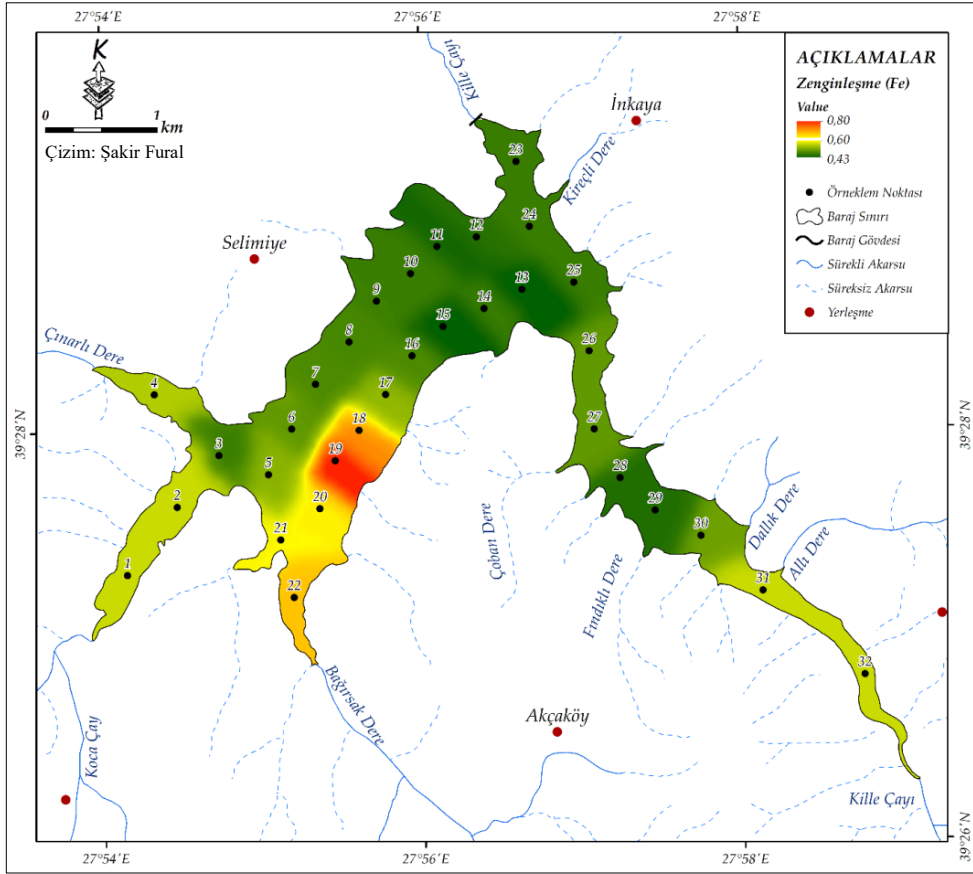 27°54'E 27°56'E 27°58'E
K
0 1
km
Çizim: Şakir Fural
AÇIKLAMALAR
Zenginleşme (Fe)
Value
0,80
0,60
0,43
Örneklem Noktası
Baraj Sınırı
Baraj Gövdesi
Sürekli Akarsu
Süreksiz Akarsu
Yerleşme
Kille Çayı
İnkaya
Kireçli Dere
Selimiye
Çınarlı Dere
39°28'N
39°28'N
23
24
12
11
25
10
13
9
14
15
8
26
16
7
4
17
6
18
27
3
19
5
28
2
20
29
21
30
1
22
31
32
Çoban Dere
Fındıklı Dere
Dallık Dere
Allı Dere
Bağırsak Dere
Akçaköy
Koca Çay
Kille Çayı
39°26'N
27°54'E 27°56'E 27°58'E